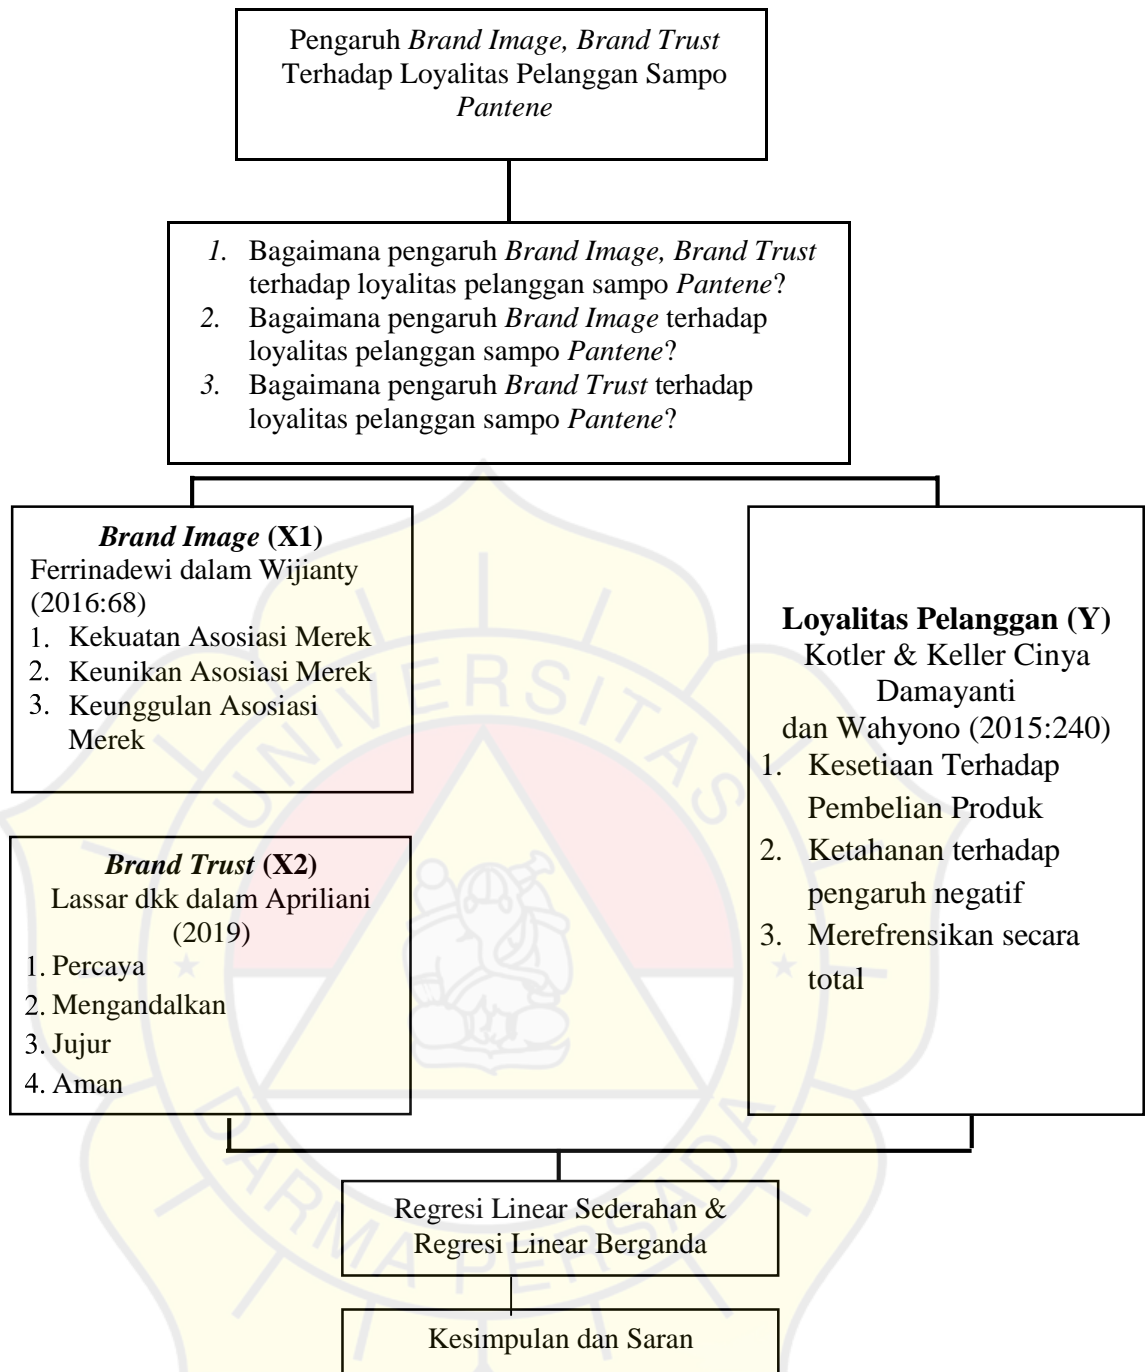 Pengaruh Brand Image, Brand Trust
Terhadap Loyalitas Pelanggan Sampo
Pantene
1. Bagaimana pengaruh Brand Image, Brand Trust
terhadap loyalitas pelanggan sampo Pantene?
2. Bagaimana pengaruh Brand Image terhadap
loyalitas pelanggan sampo Pantene?
3. Bagaimana pengaruh Brand Trust terhadap
loyalitas pelanggan sampo Pantene?
Brand Image (X1)
Ferrinadewi dalam Wijianty
(2016:68)
1. Kekuatan Asosiasi Merek
2. Keunikan Asosiasi Merek
3. Keunggulan Asosiasi
Merek
Brand Trust (X2)
Lassar dkk dalam Apriliani
(2019)
1. Percaya
2. Mengandalkan
3. Jujur
4. Aman
Loyalitas Pelanggan (Y)
Kotler & Keller Cinya
Damayanti
dan Wahyono (2015:240)
1. Kesetiaan Terhadap
Pembelian Produk
2. Ketahanan terhadap
pengaruh negatif
3. Merefrensikan secara
total
Regresi Linear Sederahan &
Regresi Linear Berganda
Kesimpulan dan Saran
UNIVERSITAS
DARMA PERSADA